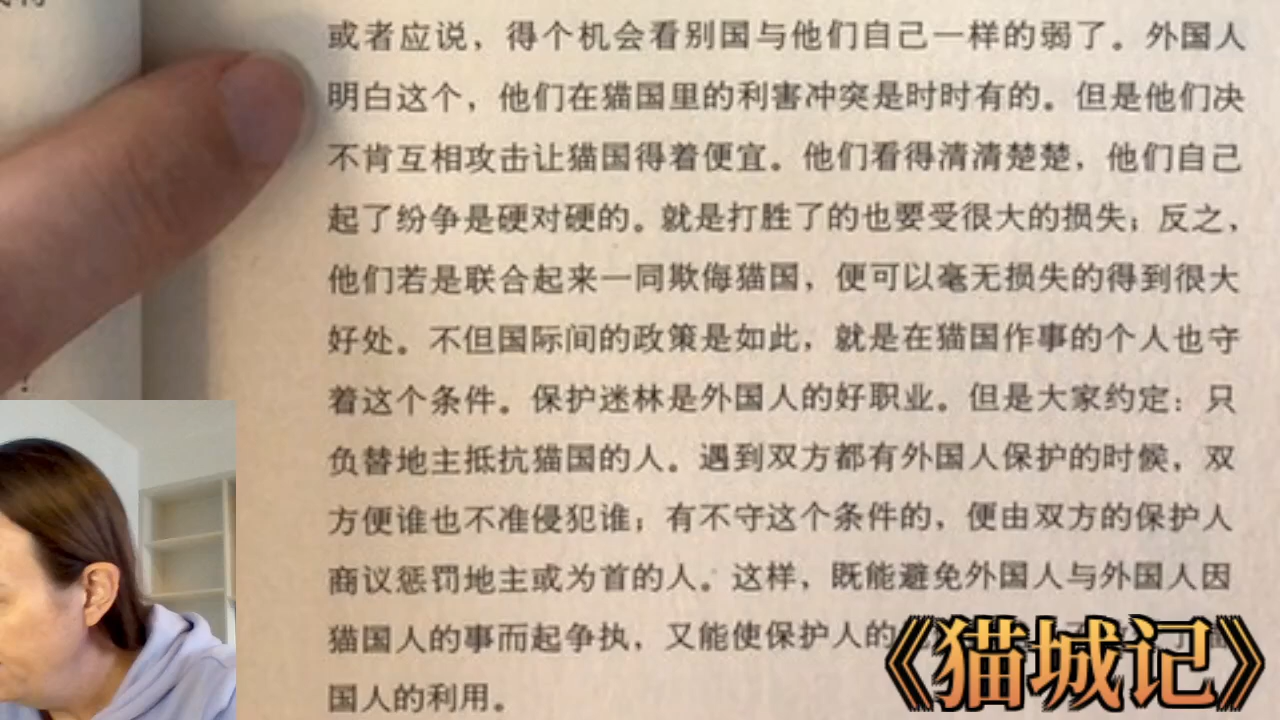 或者应说，得个机会看别国与他们自己一样的弱了。外国人
明白这个，他们在猫国里的利害冲突是时时有的。但是他们决
不肯互相攻击让猫国得着便宜。他们看得清清楚楚，他们自己
起了纷争是硬对硬的。就是打胜了的也要受很大的损失；反之，
他们若是联合起来一同欺侮猫国，便可以毫无损失的得到很大
好处。不但国际间的政策是如此，就是在猫国作事的个人也守
着这个条件。保护迷林是外国人的好职业。但是大家约定：只
负替地主抵抗猫国的人。遇到双方都有外国人保护的时候，双
方便谁也不准侵犯谁；有不守这个条件的，便由双方的保护人
商议惩罚地主或为首的人。这样，既能避免外国人与外国人因
猫国人的事而起争执，又能使保护人的
国人的利用。
？
《猫城记》